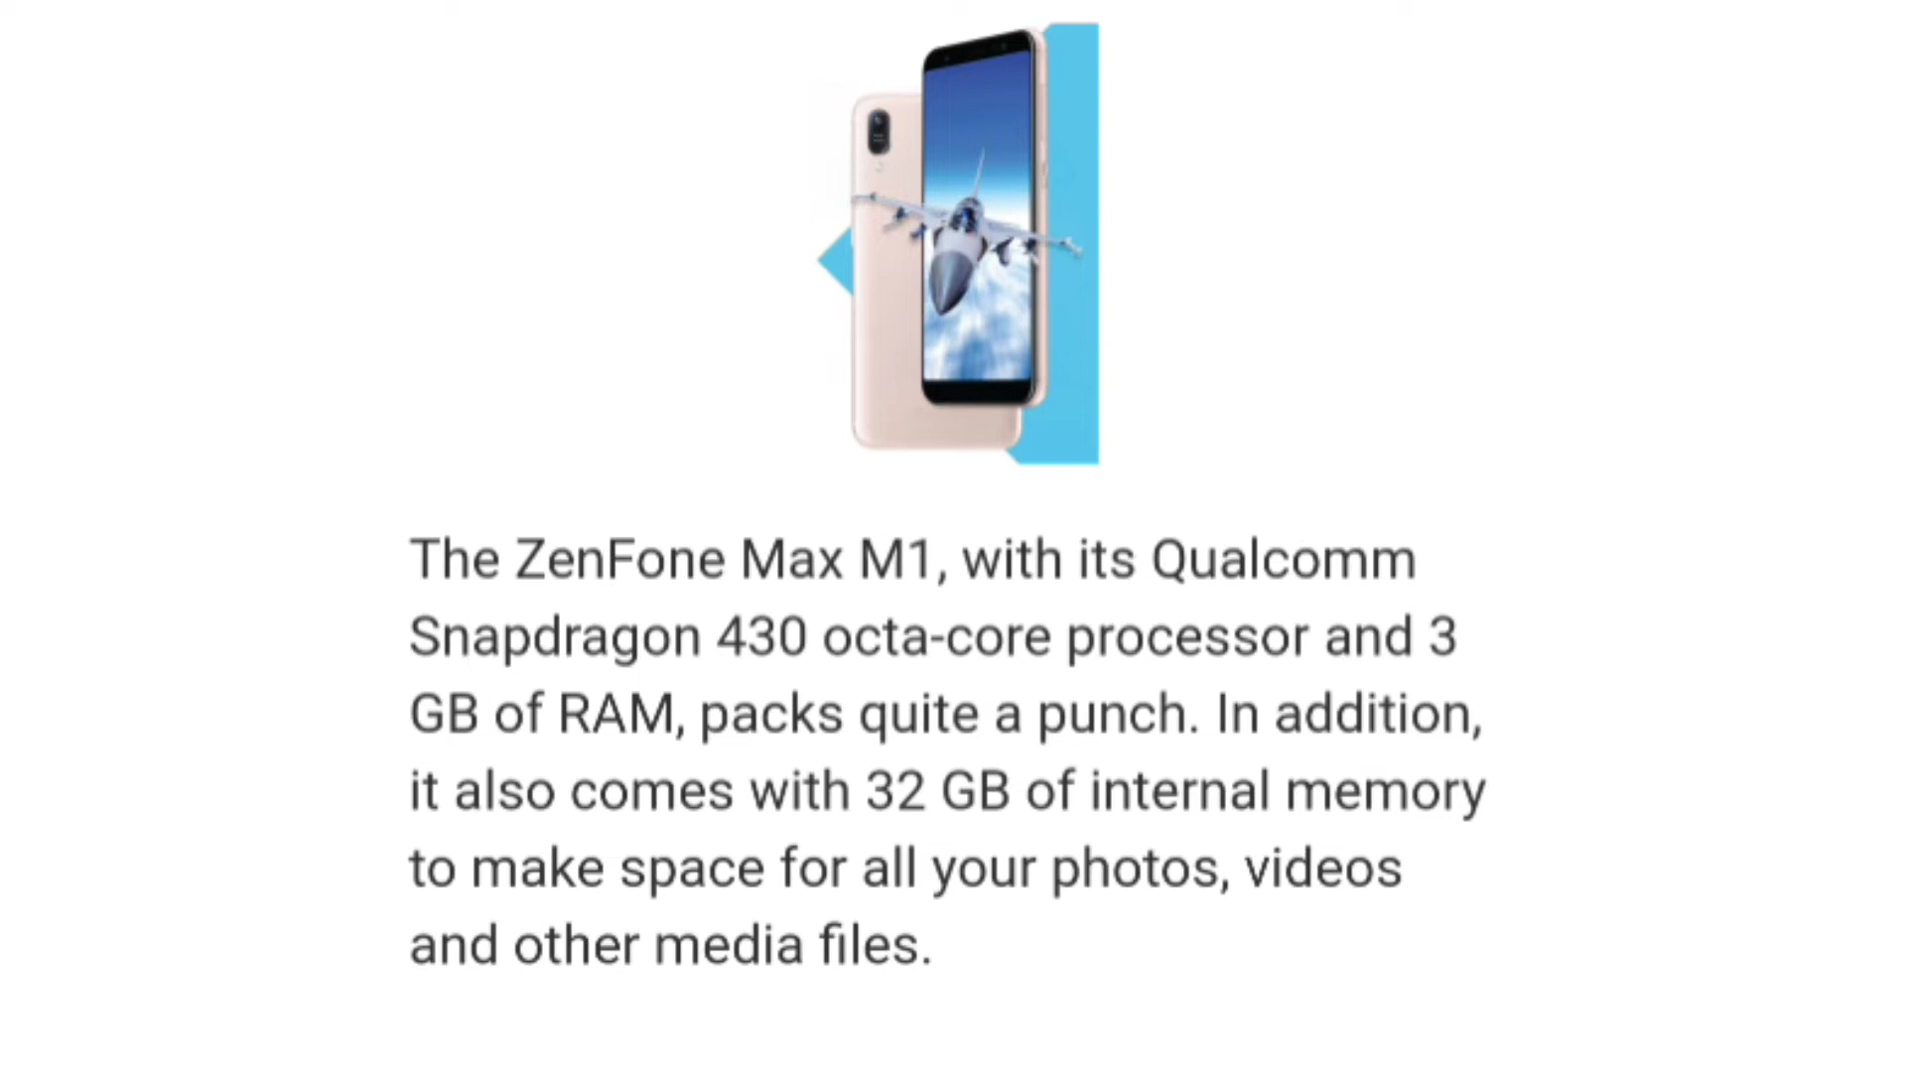 The ZenFone Max M1, with its Qualcomm
Snapdragon 430 octa-core processor and 3
GB of RAM, packs quite a punch. In addition,
it also comes with 32 GB of internal memory
to make space for all your photos, videos
and other media files.